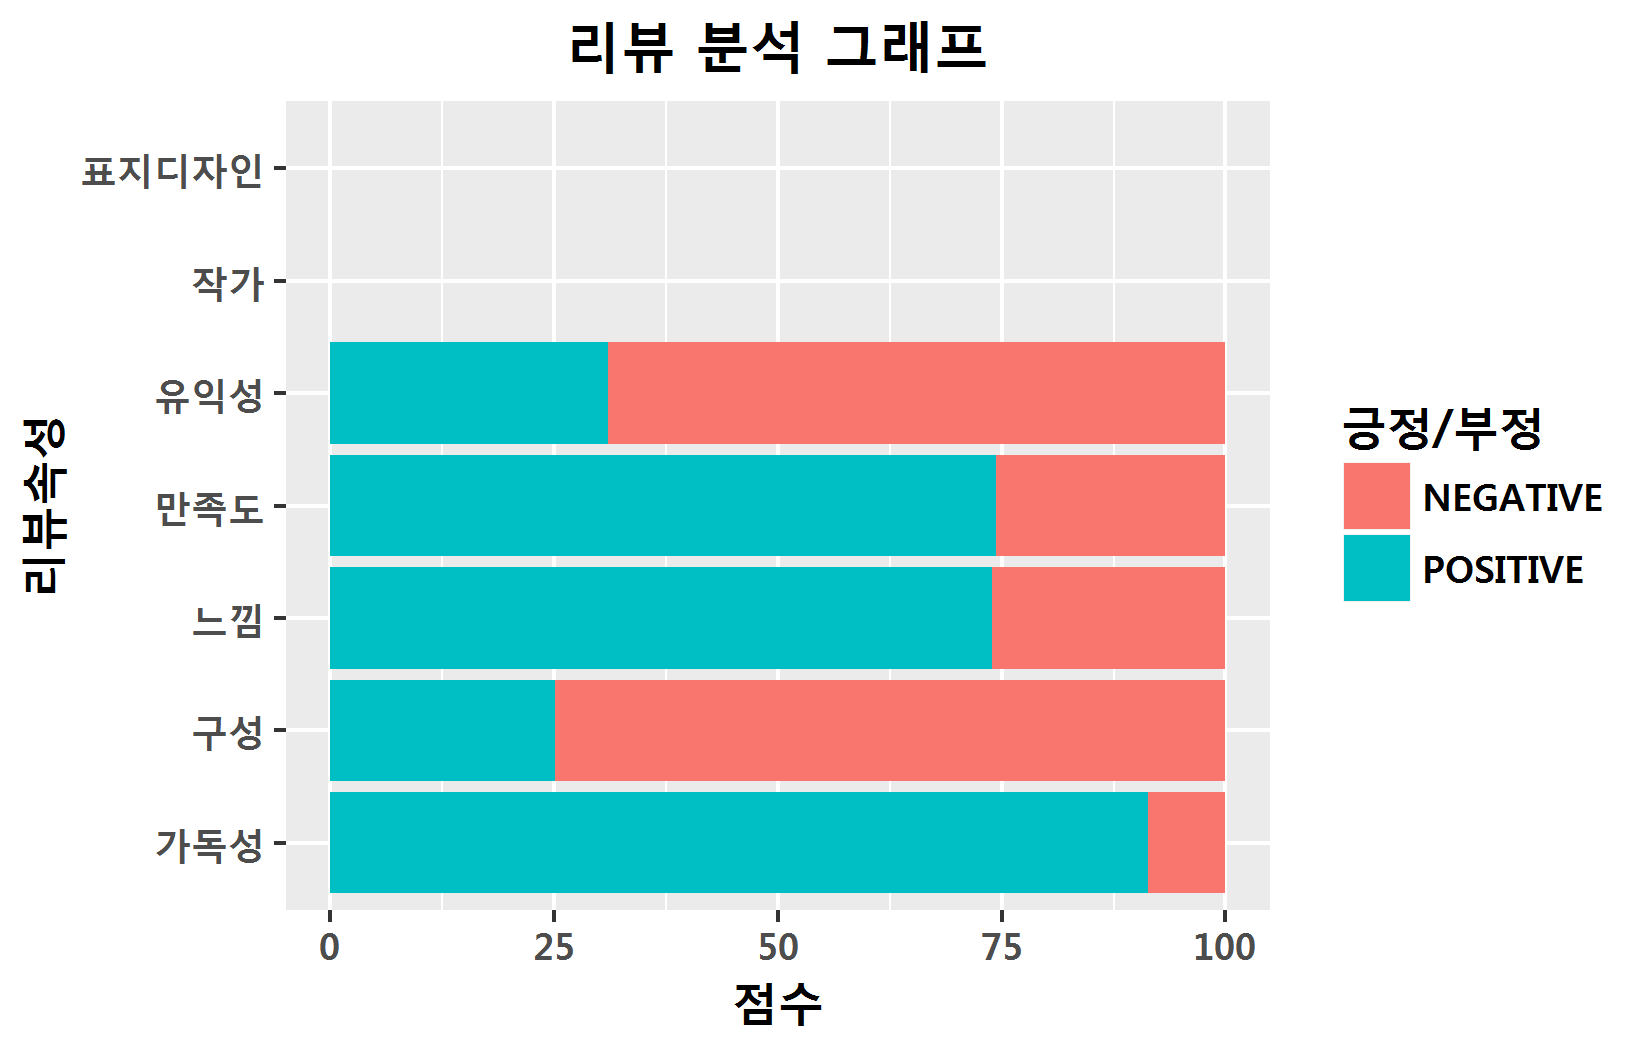 리뷰 분석 그래프
표지디자인
작가
유익성
만족도
느낌
구성
가독성
리뷰속성
0 25 50 75 100
점수
긍정/부정
NEGATIVE
POSITIVE